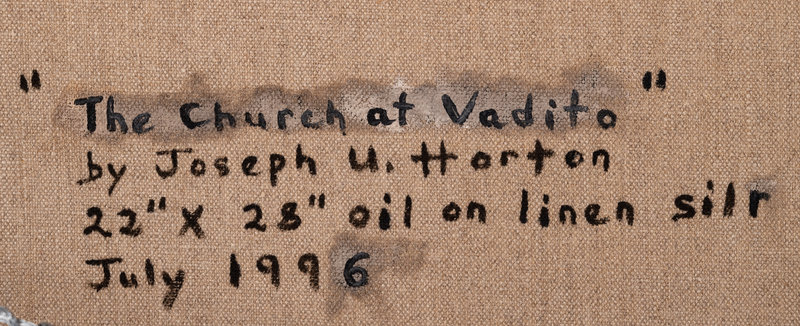 "The Church at Vadito"
by Joseph U. Horton
22" X 28" oil on linen silr
July 1996